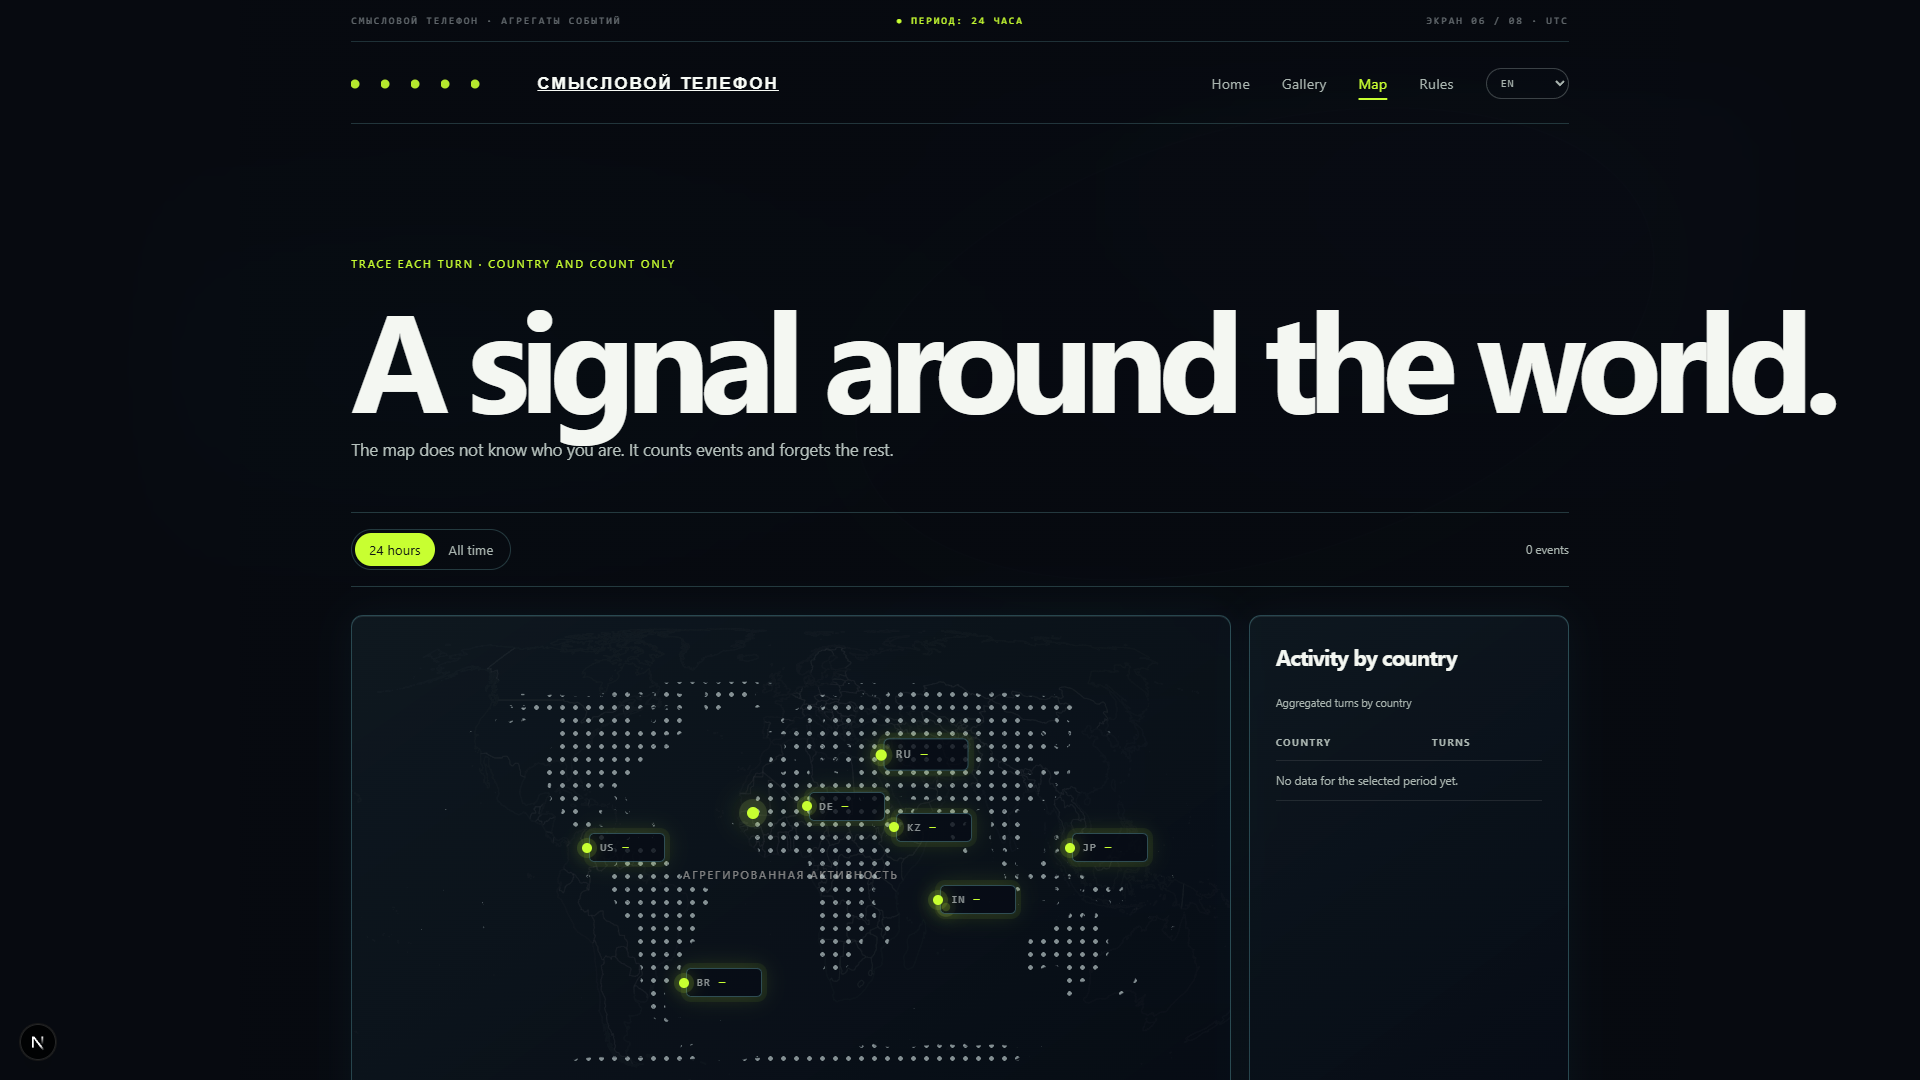 СМЫСЛОВОЙ ТЕЛЕФОН · АГРЕГАТЫ СОБЫТИЙ
● ПЕРИОД: 24 ЧАСА
ЭКРАН 06 / 08 · UTC
СМЫСЛОВОЙ ТЕЛЕФОН
Home
Gallery
Map
Rules
EN
TRACE EACH TURN · COUNTRY AND COUNT ONLY
A signal around the world.
The map does not know who you are. It counts events and forgets the rest.
24 hours
All time
0 events
RU —
DE —
KZ —
US —
JP —
АГРЕГИРОВАННАЯ АКТИВНОСТЬ
IN —
BR —
Activity by country
Aggregated turns by country
COUNTRY TURNS
No data for the selected period yet.
N